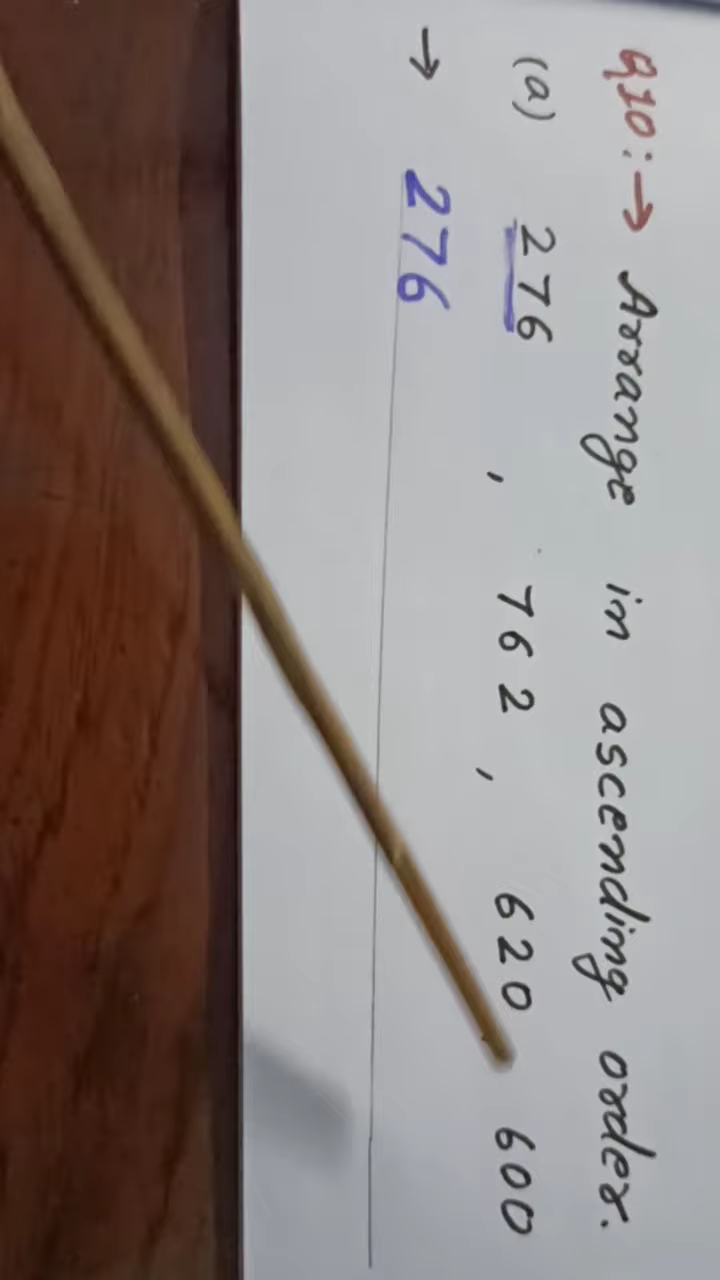 Q10:→ Arrange in ascending order.
(a) 276 , 762 , 620 600
→ 276